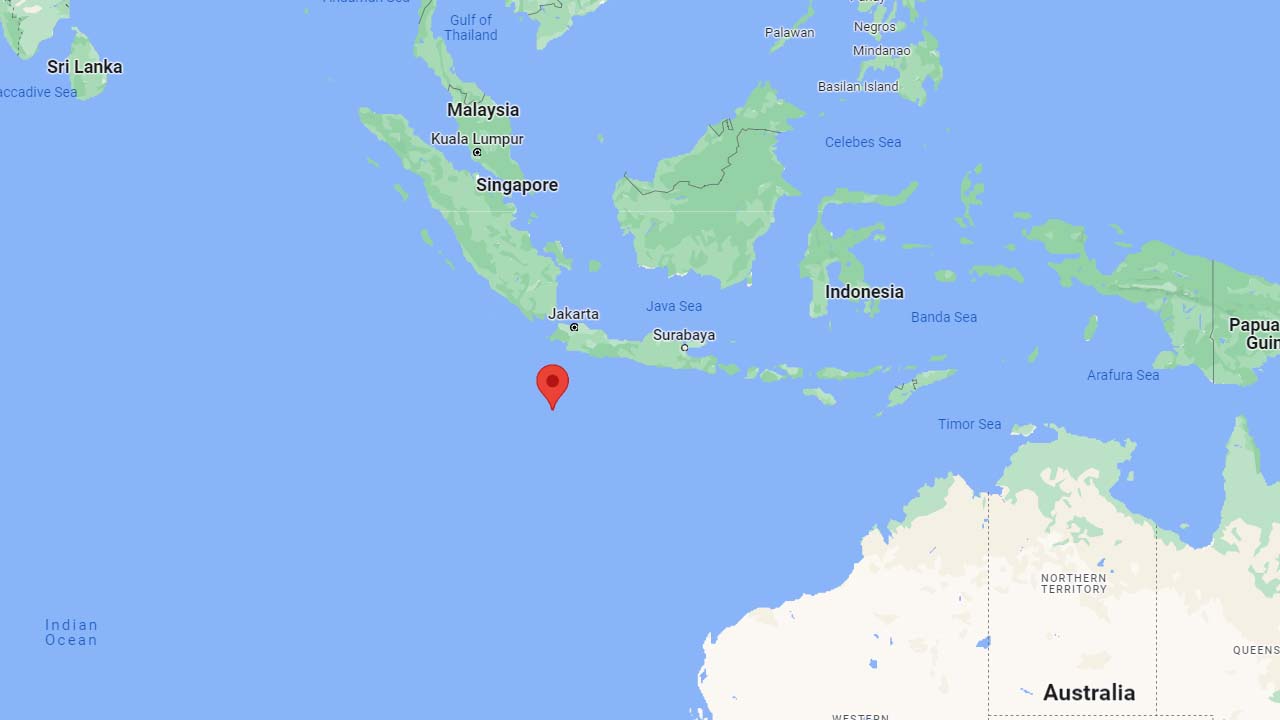 Gulf of
Thailand
Palawan
Negros
Mindanao
Sri Lanka
Basilan Island
accadive Sea
Malaysia
Kuala Lumpur
Celebes Sea
Singapore
Indonesia
Java Sea
Jakarta
Banda Sea
Surabaya
Papua
Guin
Arafura Sea
Timor Sea
NORTHERN
TERRITORY
Indian
Ocean
QUEENS
Australia
WESTERN